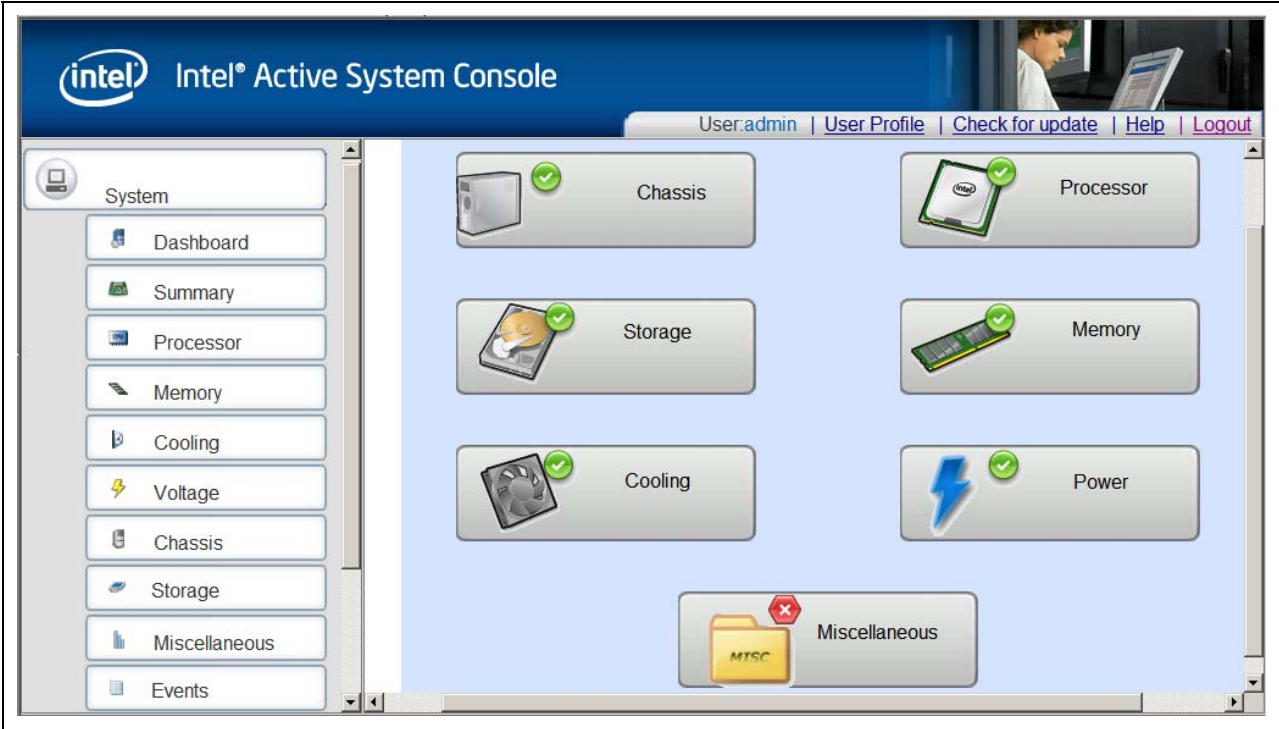 intel Intel® Active System Console
User:admin | User Profile | Check for update | Help | Logout
System
Dashboard
Summary
Processor
Memory
Cooling
Voltage
Chassis
Storage
Miscellaneous
Events
Chassis
Processor
intel
Storage
Memory
Cooling
Power
Miscellaneous
MISC